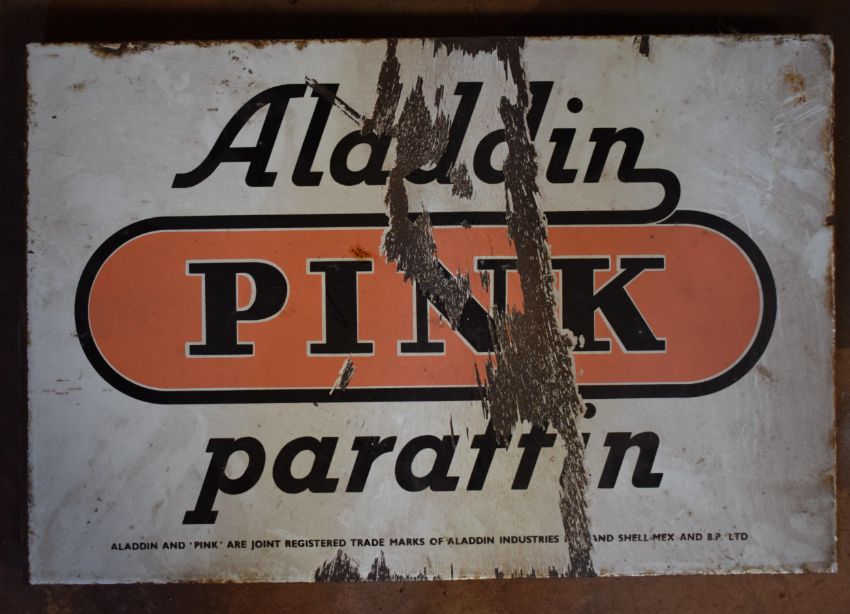 Aladdin
PINK
paraffin
ALADDIN AND 'PINK' ARE JOINT REGISTERED TRADE MARKS OF ALADDIN INDUSTRIES AND SHELL-MEX AND B.P. LTD